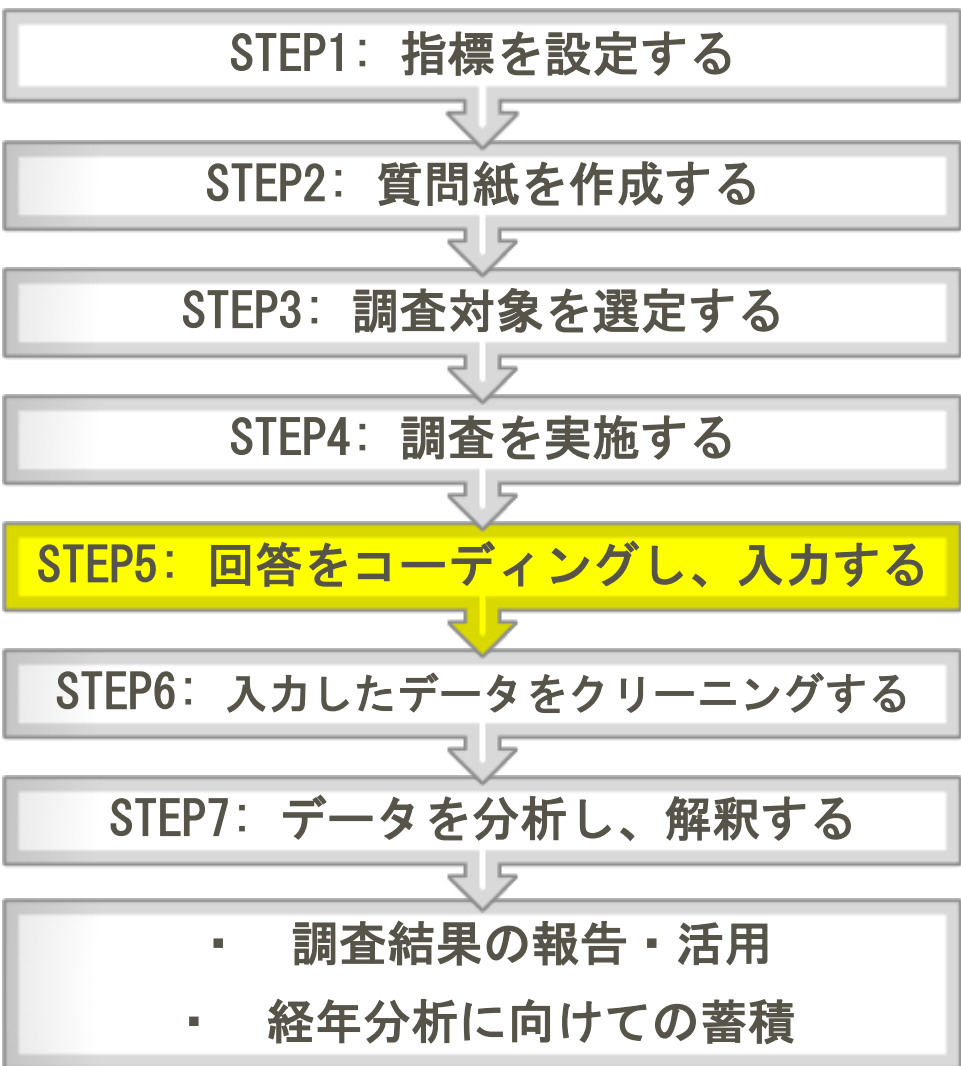 STEP1: 指標を設定する
STEP2: 質問紙を作成する
STEP3: 調査対象を選定する
STEP4: 調査を実施する
STEP5: 回答をコーディングし、入力する
STEP6: 入力したデータをクリーニングする
STEP7: データを分析し、解釈する
▪ 調査結果の報告・活用
▪ 経年分析に向けての蓄積